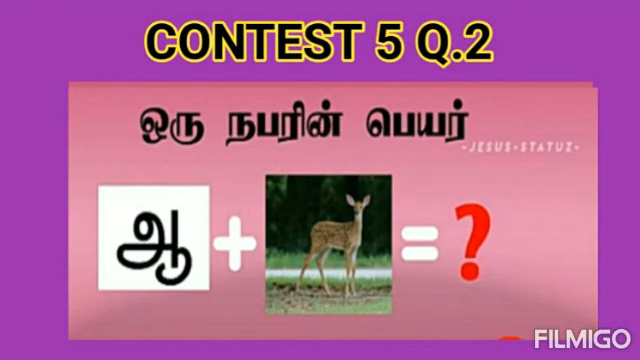 CONTEST 5 Q.2
ஒரு நபரின் பெயர்
-JESUS-STATUZ-
ஆ + = ?
FILMIGO